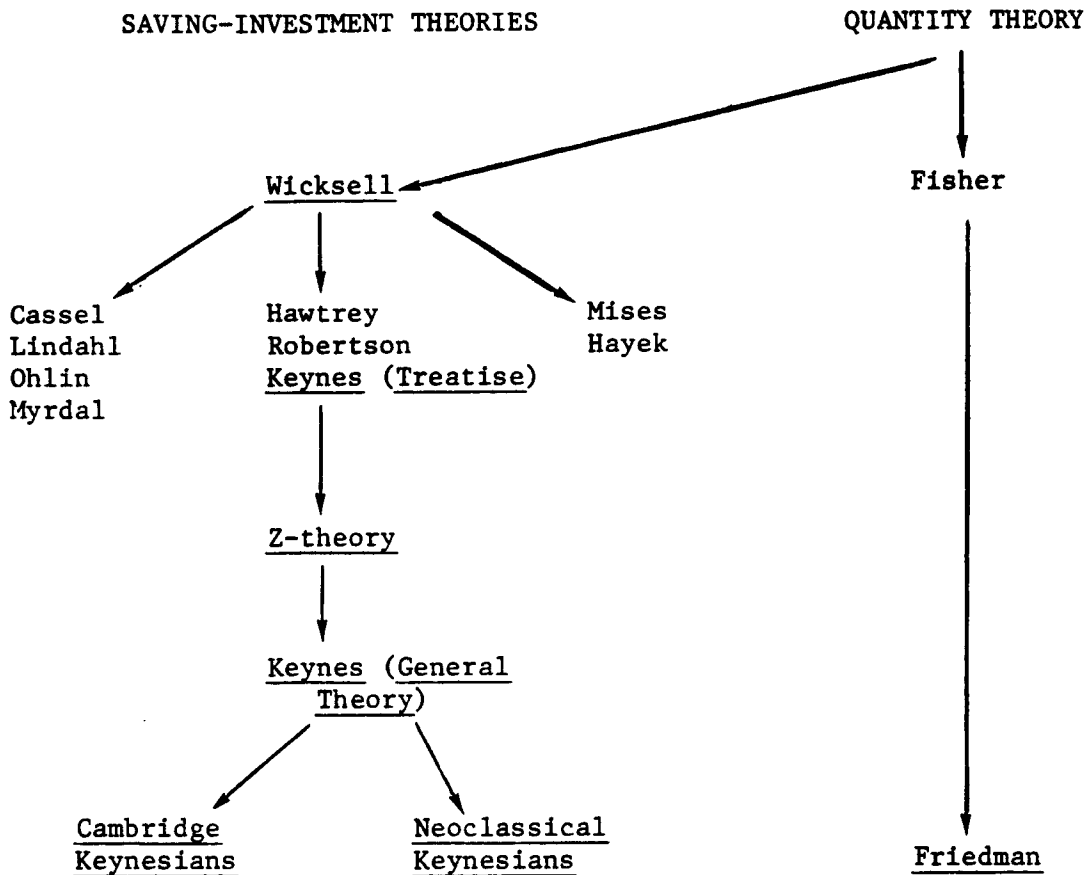 SAVING-INVESTMENT THEORIES
QUANTITY THEORY
Wicksell
Fisher
Cassel
Lindahl
Ohlin
Myrdal
Hawtrey
Robertson
Keynes (Treatise)
Mises
Hayek
Z-theory
Keynes (General
Theory)
Cambridge
Keynesians
Neoclassical
Keynesians
Friedman